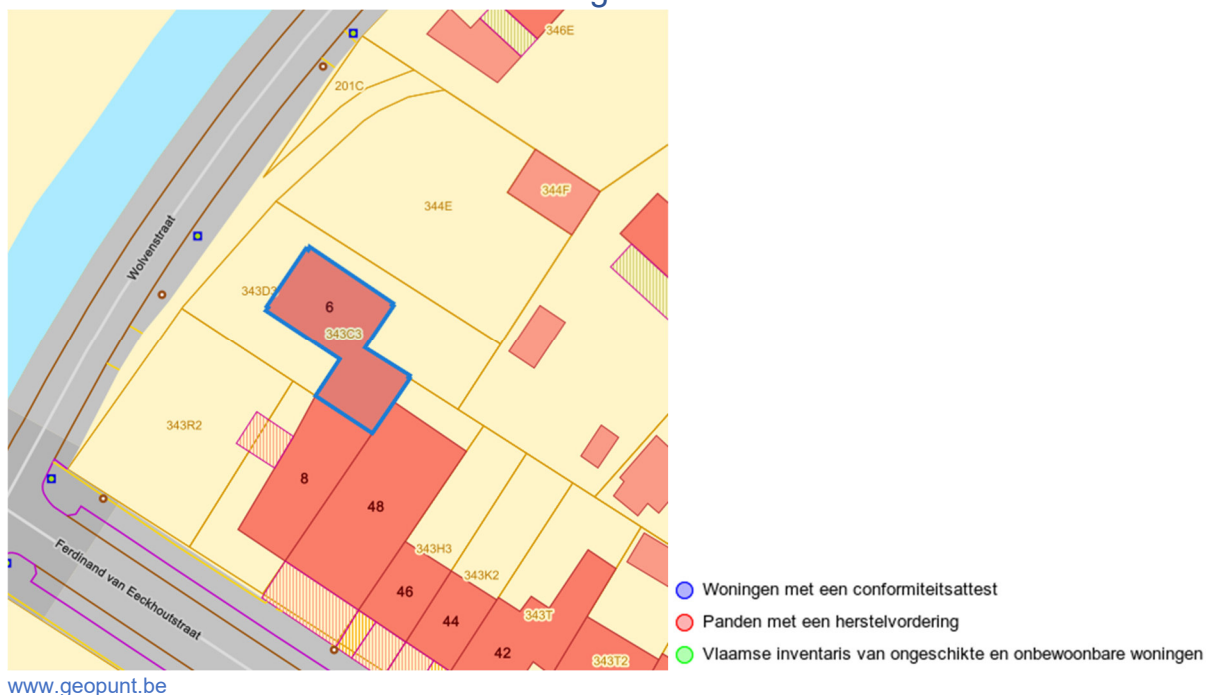 346E
201C
344F
344E
Wolvenstraat
6
343C3
343R2
8
48
343H3
343K2
46
44
343T
42
343T2
Ferdinand van Eeckhoutstraat
Woningen met een conformiteitsattest
Panden met een herstelvordering
Vlaamse inventaris van ongeschikte en onbewoonbare woningen
www.geopunt.be